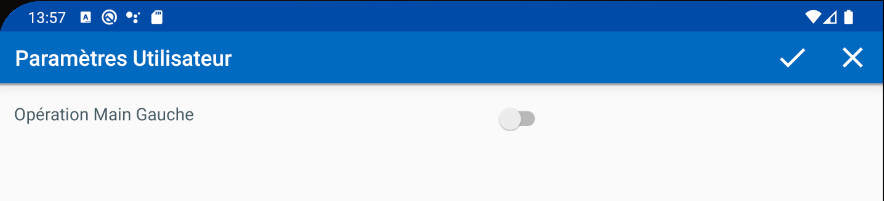 13:57
Paramètres Utilisateur
Opération Main Gauche